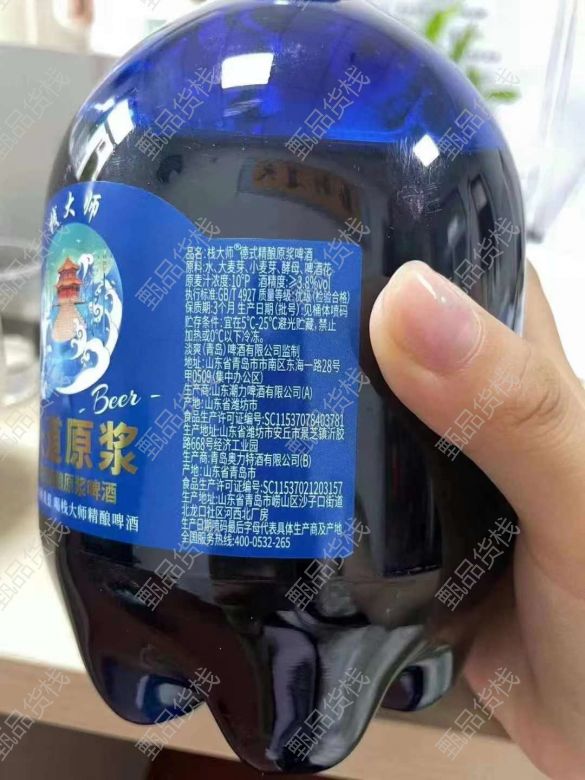 栈大师
- Beer -
道原浆
原浆啤酒
喝栈大师精酿啤酒
品名:栈大师®德式精酿原浆啤酒
原料:水、大麦芽、小麦芽、酵母、啤酒花
原麦汁浓度:10°P 酒精度:≥3.8%vol
执行标准:GB/T 4927 质量等级:优级(检验合格)
保质期:3个月 生产日期(批号):见桶体喷码
贮存条件:宜在5℃-25℃避光贮藏,禁止
加热或0℃以下冷冻。
淡爽(青岛)啤酒有限公司监制
地址:山东省青岛市市南区东海一路28号
甲0509(集中办公区)
生产商:山东潮力啤酒有限公司(A)
产地:山东省潍坊市
食品生产许可证编号:SC11537078403781
生产地址:山东省潍坊市安丘市景芝镇沂胶
路668号经济工业园
生产商:青岛奥力特酒有限公司(B)
产地:山东省青岛市
食品生产许可证编号:SC11537021203157
生产地址:山东省青岛市崂山区沙子口街道
北龙口社区河西北厂房
生产日期喷码最后字母代表具体生产商及产地
全国服务热线:400-0532-265
甄品货栈